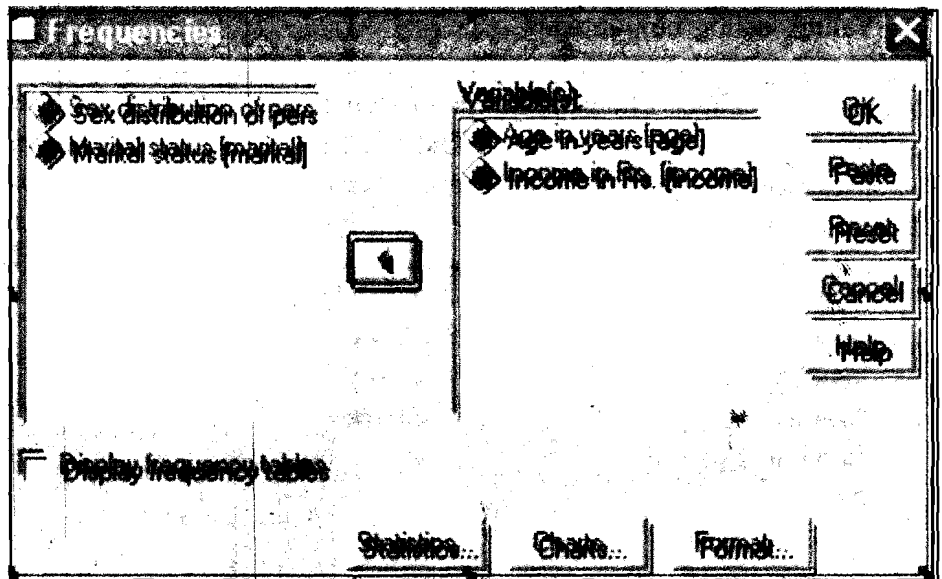 Frequencies
Sex distribution of pers
Marital status [marital]
Variable(s):
Age in years [age]
Income in Rs. [income]
OK
Paste
Reset
Cancel
Help
Display frequency tables
Statistics...
Charts...
Format...